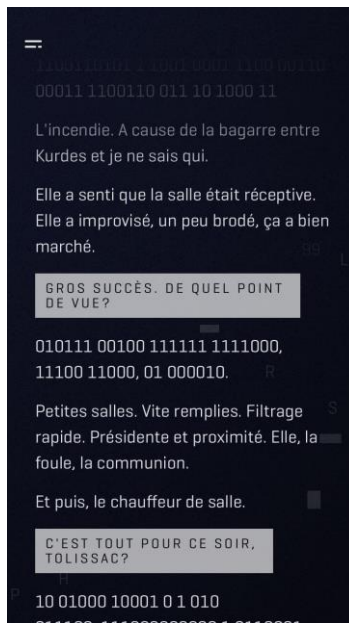 00011 1100110 011 10 1000 11
L'incendie. A cause de la bagarre entre
Kurdes et je ne sais qui.
Elle a senti que la salle était réceptive.
Elle a improvisé, un peu brodé, ça a bien
marché.
99
L
GROS SUCCÈS. DE QUEL POINT
DE VUE?
010111 00100 111111 1111000,
11100 11000, 01 000010.
R
Petites salles. Vite remplies. Filtrage
S
rapide. Présidente et proximité. Elle, la
foule, la communion.
Et puis, le chauffeur de salle.
C'EST TOUT POUR CE SOIR,
TOLISSAC?
H
P
10 01000 10001 0 1 010